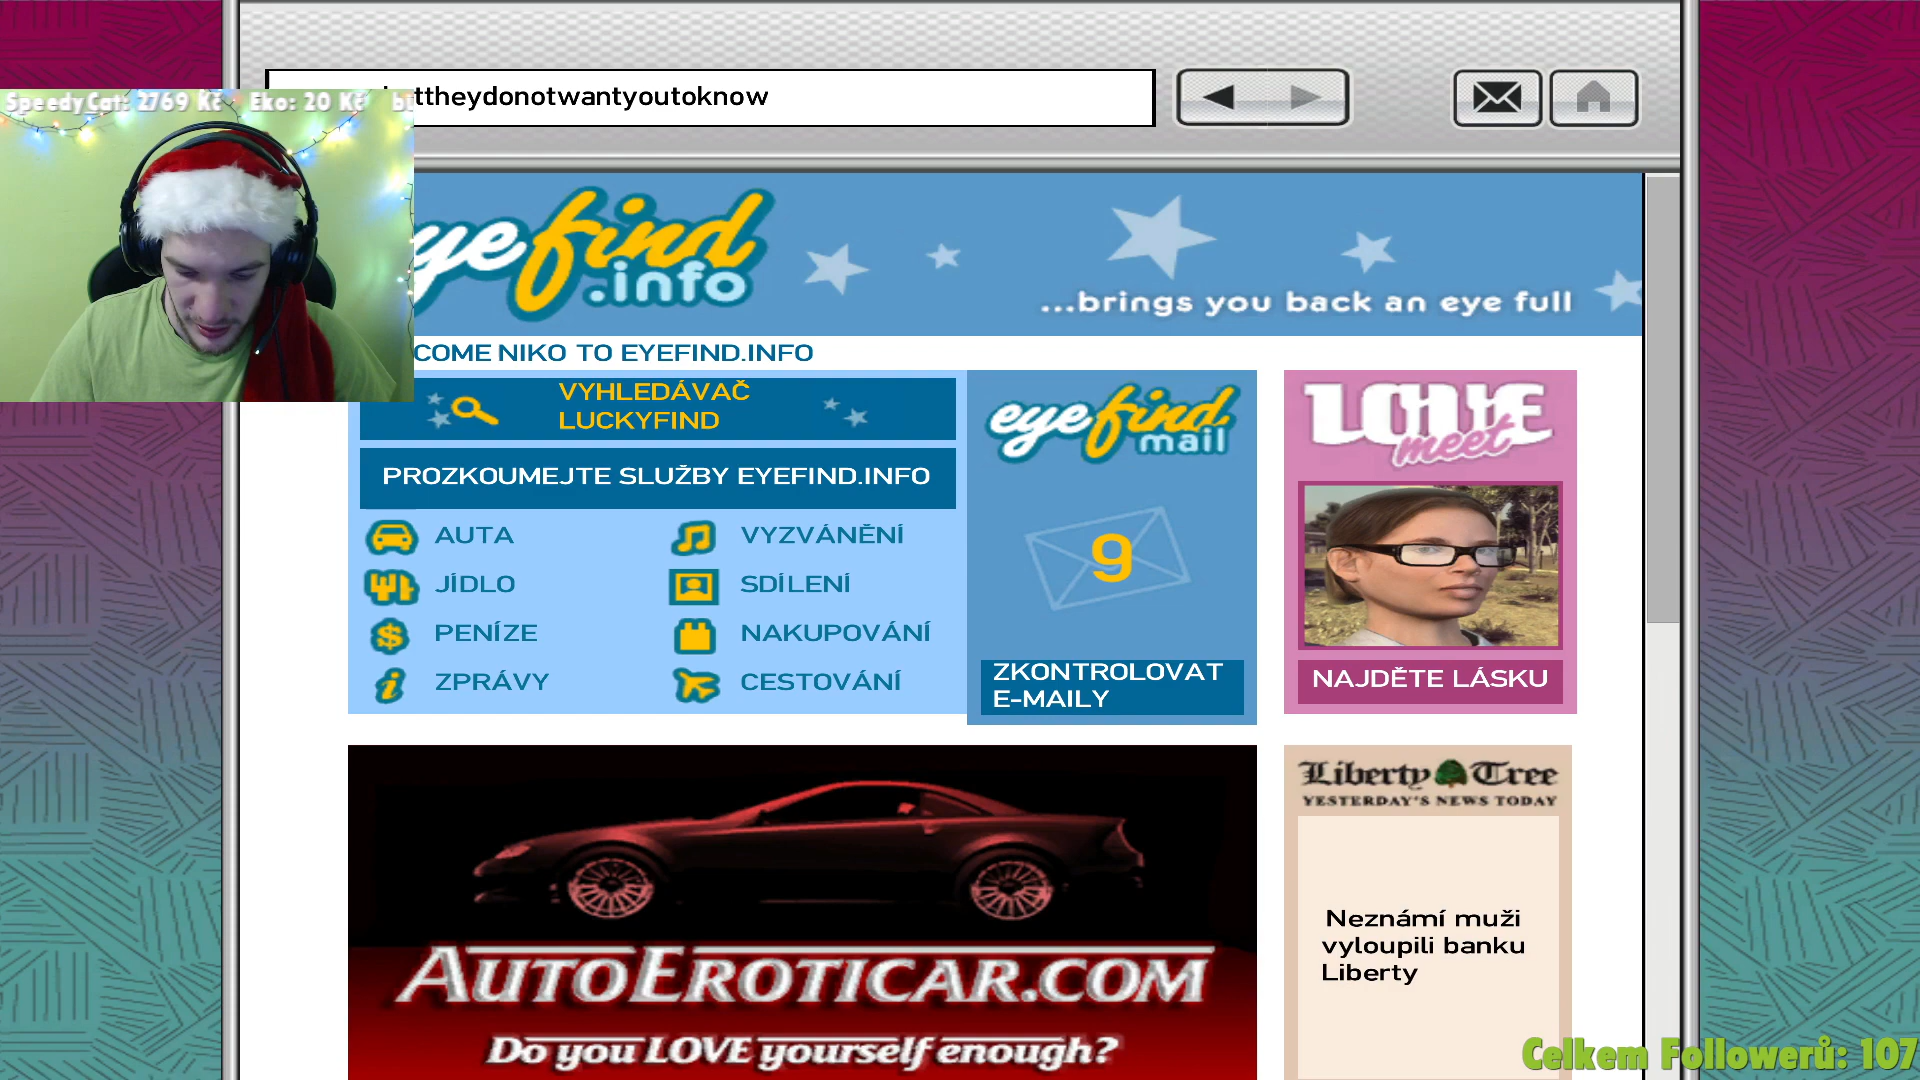 ttheydonotwantyoutoknow
SpeedyCat: 2769 Kč
Eko: 20 Kč
yefind
.info
...brings you back an eye full
COME NIKO TO EYEFIND.INFO
VYHLEDÁVAČ
LUCKYFIND
PROZKOUMEJTE SLUŽBY EYEFIND.INFO
AUTA
VYZVÁNĚNÍ
JÍDLO
SDÍLENÍ
PENÍZE
NAKUPOVÁNÍ
ZPRÁVY
CESTOVÁNÍ
eyefind
mail
9
ZKONTROLOVAT
E-MAILY
LOVE
meet
NAJDĚTE LÁSKU
AUTOEROTICAR.COM
Do you LOVE yourself enough?
Liberty Tree
YESTERDAY'S NEWS TODAY
Neznámí muži
vyloupili banku
Liberty
Celkem Followerů: 107